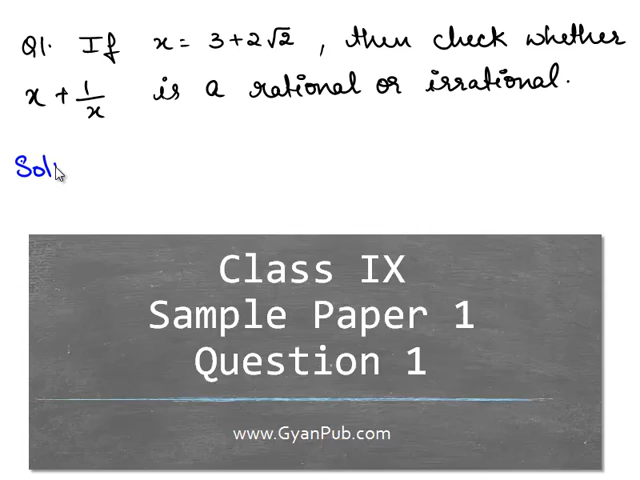 Q1. If x = 3+2√2 , then check whether
x + 1/x is a rational or irrational.
Sol
Class IX
Sample Paper 1
Question 1
www.GyanPub.com